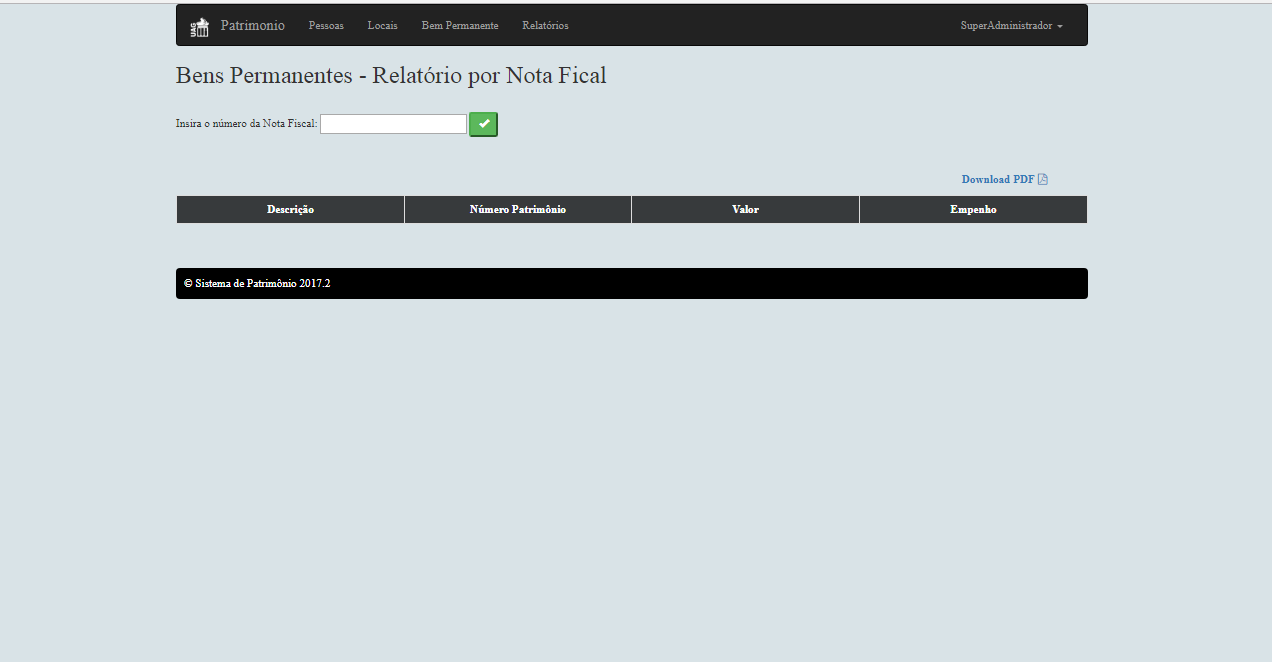 UAG Patrimonio Pessoas Locais Bem Permanente Relatórios SuperAdministrador
Bens Permanentes - Relatório por Nota Fical
Insira o número da Nota Fiscal:
Download PDF
Descrição Número Patrimônio Valor Empenho
© Sistema de Patrimônio 2017.2